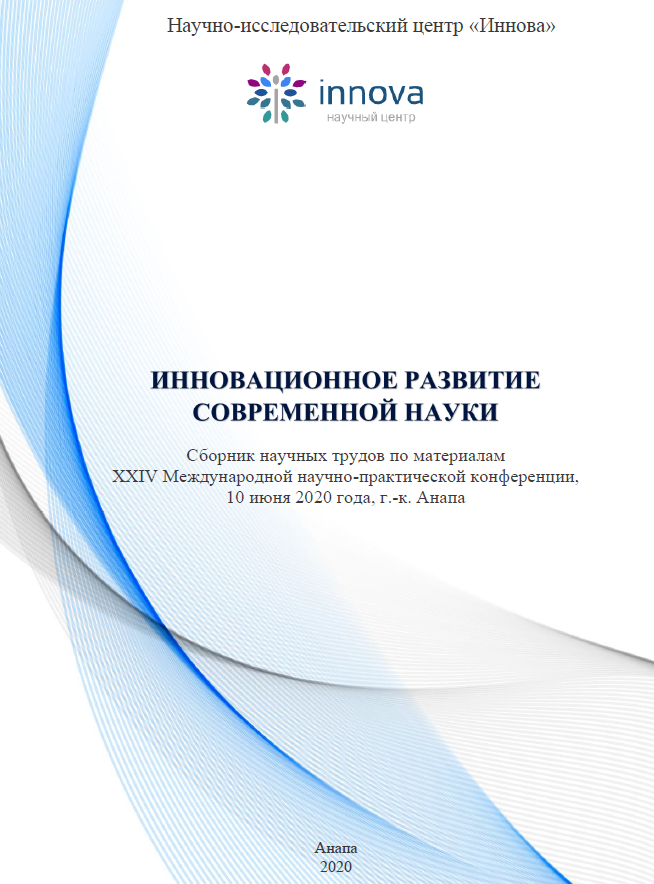 Научно-исследовательский центр «Иннова»
innova
научный центр
ИННОВАЦИОННОЕ РАЗВИТИЕ
СОВРЕМЕННОЙ НАУКИ
Сборник научных трудов по материалам
XXIV Международной научно-практической конференции,
10 июня 2020 года, г.-к. Анапа
Анапа
2020